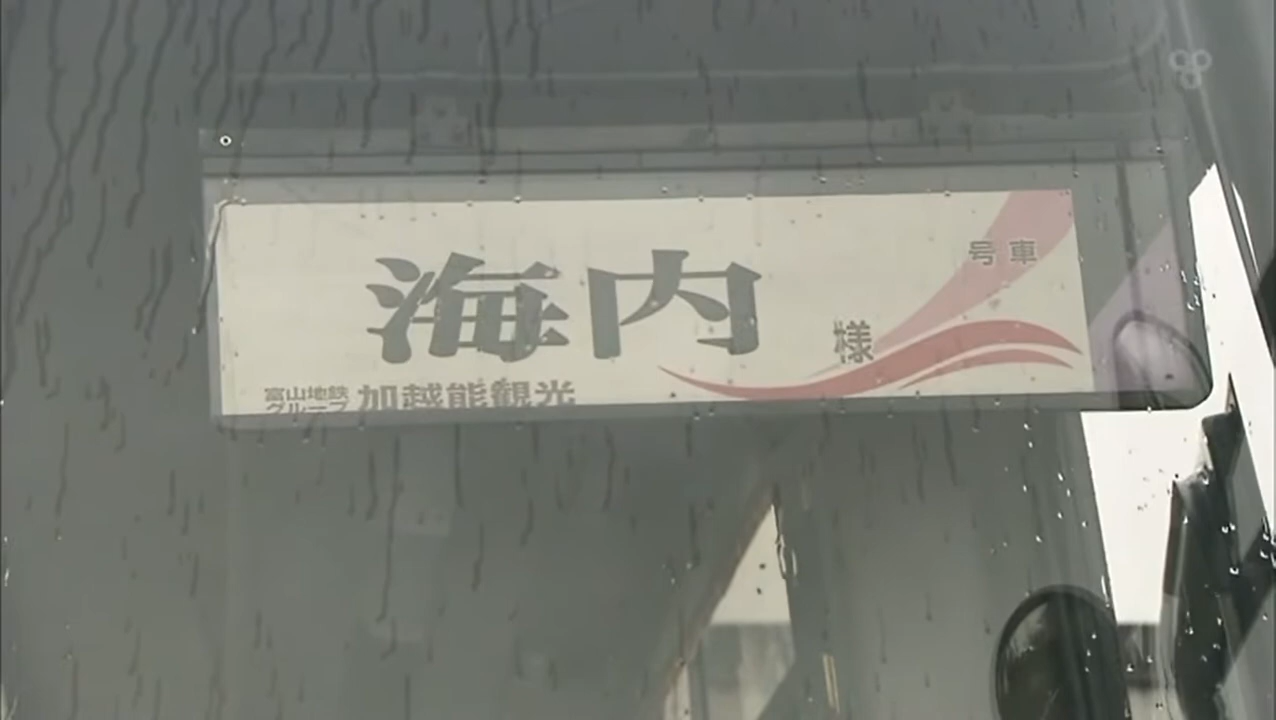 号車
海内
様
富山地鉄
グループ 加越能観光